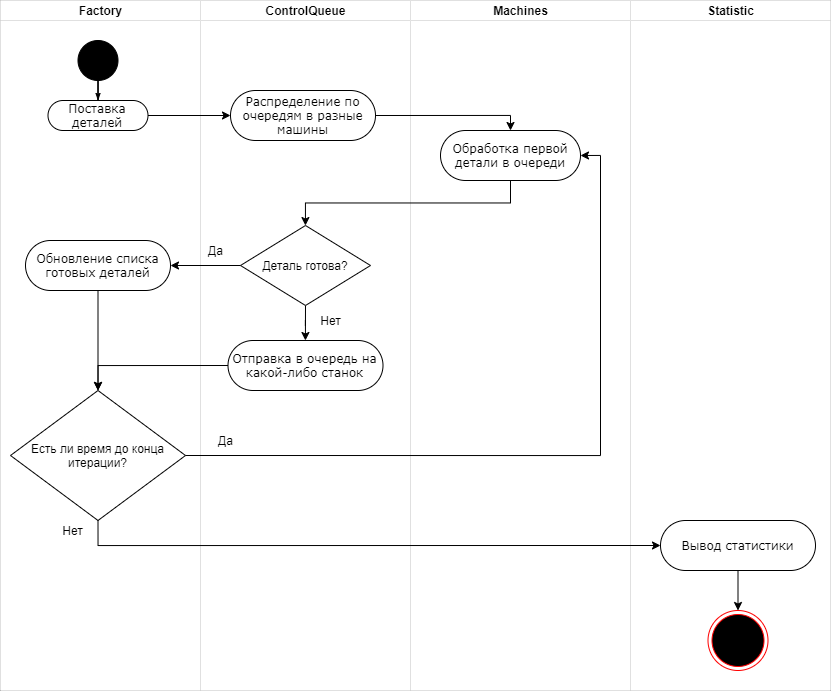 Factory
ControlQueue
Machines
Statistic
Поставка
деталей
Распределение по
очередям в разные
машины
Обработка первой
детали в очереди
Да
Обновление списка
готовых деталей
Деталь готова?
Нет
Отправка в очередь на
какой-либо станок
Есть ли время до конца
итерации?
Да
Нет
Вывод статистики